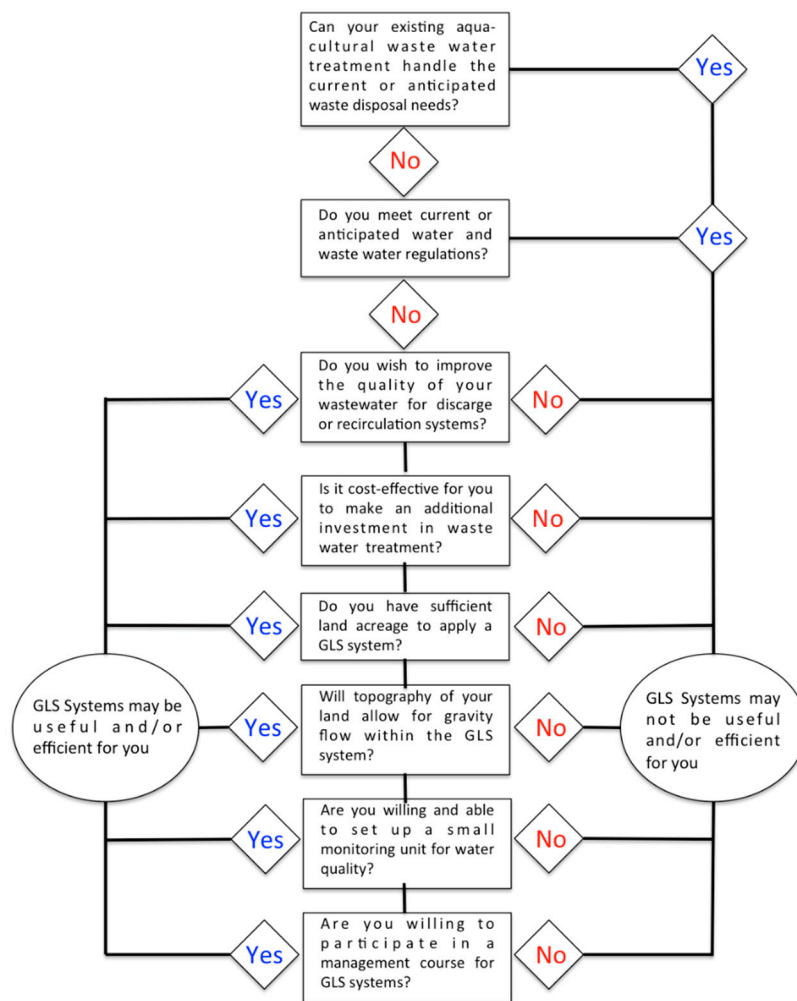 Can your existing aqua-
cultural waste water
treatment handle the
current or anticipated
waste disposal needs?
Yes
No
Do you meet current or
anticipated water and
waste water regulations?
Yes
No
Do you wish to improve
the quality of your
wastewater for discarge
or recirculation systems?
Yes
No
Is it cost-effective for you
to make an additional
investment in waste
water treatment?
Yes
No
Do you have sufficient
land acreage to apply a
GLS system?
Yes
No
GLS Systems may be
useful and/or
efficient for you
Yes
Will topography of your
land allow for gravity
flow within the GLS
system?
No
GLS Systems may
not be useful
and/or efficient
for you
Yes
Are you willing and able
to set up a small
monitoring unit for water
quality?
No
Yes
Are you willing to
participate in a
management course for
GLS systems?
No